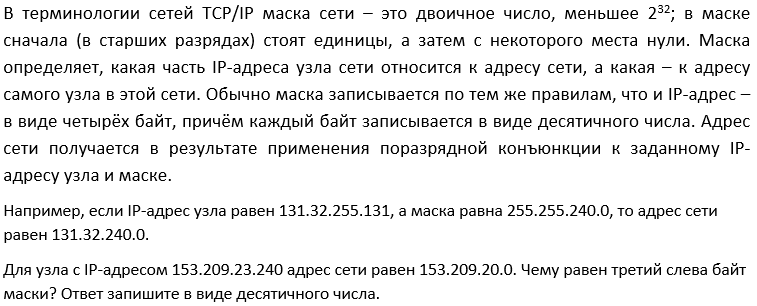 В терминологии сетей TCP/IP маска сети – это двоичное число, меньшее 2³²; в маске
сначала (в старших разрядах) стоят единицы, а затем с некоторого места нули. Маска
определяет, какая часть IP-адреса узла сети относится к адресу сети, а какая – к адресу
самого узла в этой сети. Обычно маска записывается по тем же правилам, что и IP-адрес –
в виде четырёх байт, причём каждый байт записывается в виде десятичного числа. Адрес
сети получается в результате применения поразрядной конъюнкции к заданному IP-
адресу узла и маске.
Например, если IP-адрес узла равен 131.32.255.131, а маска равна 255.255.240.0, то адрес сети
равен 131.32.240.0.
Для узла с IP-адресом 153.209.23.240 адрес сети равен 153.209.20.0. Чему равен третий слева байт
маски? Ответ запишите в виде десятичного числа.